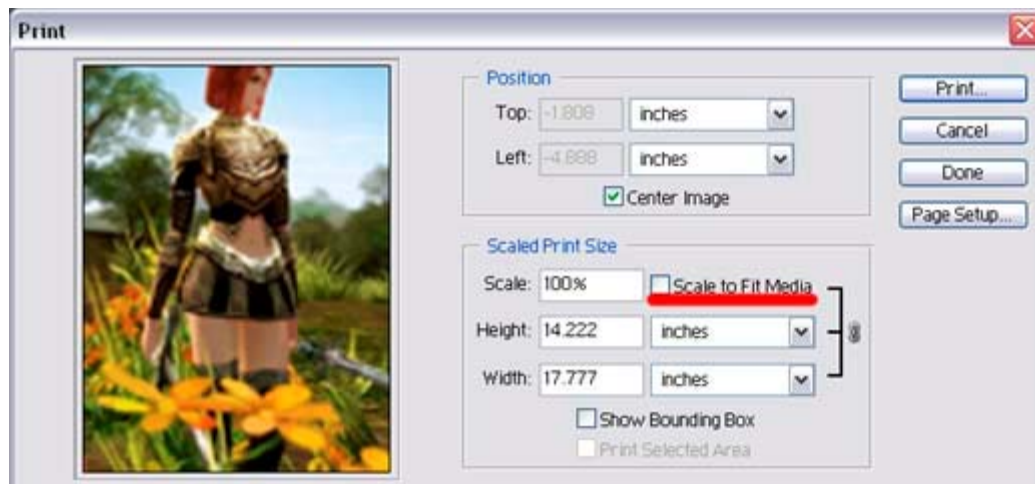 Print
Position
Top: -1.808 inches
Left: -4.888 inches
Center Image
Print...
Cancel
Done
Page Setup...
Scaled Print Size
Scale: 100% Scale to Fit Media
Height: 14.222 inches
Width: 17.777 inches
Show Bounding Box
Print Selected Area